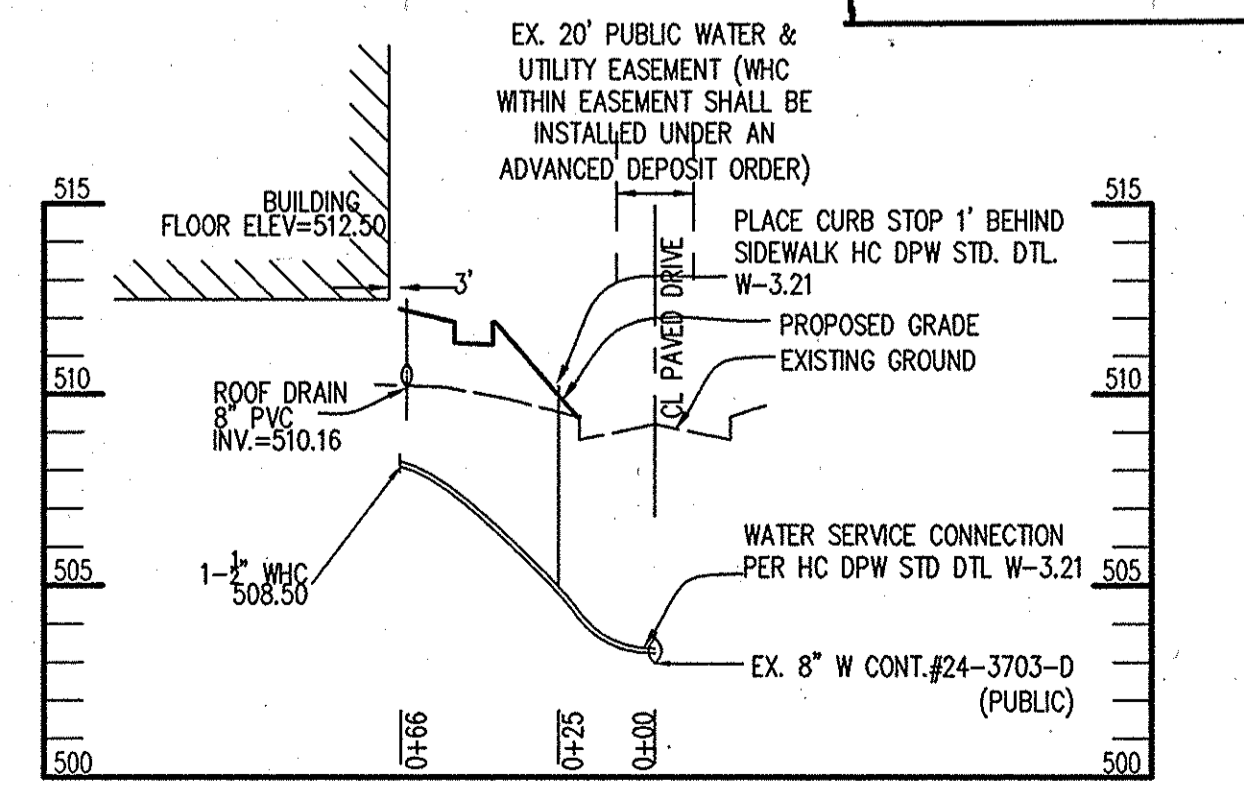 EX. 20' PUBLIC WATER &
UTILITY EASEMENT (WHC
WITHIN EASEMENT SHALL BE
INSTALLED UNDER AN
ADVANCED DEPOSIT ORDER)
515
515
BUILDING
FLOOR ELEV=512.50
PLACE CURB STOP 1' BEHIND
SIDEWALK HC DPW STD. DTL.
W-3.21
3'
CL PAVED DRIVE
PROPOSED GRADE
EXISTING GROUND
510
510
ROOF DRAIN
8" PVC
INV.=510.16
WATER SERVICE CONNECTION
PER HC DPW STD DTL W-3.21
1-1/2" WHC
508.50
505
505
EX. 8" W CONT.#24-3703-D
(PUBLIC)
0+66
0+25
0+00
500
500